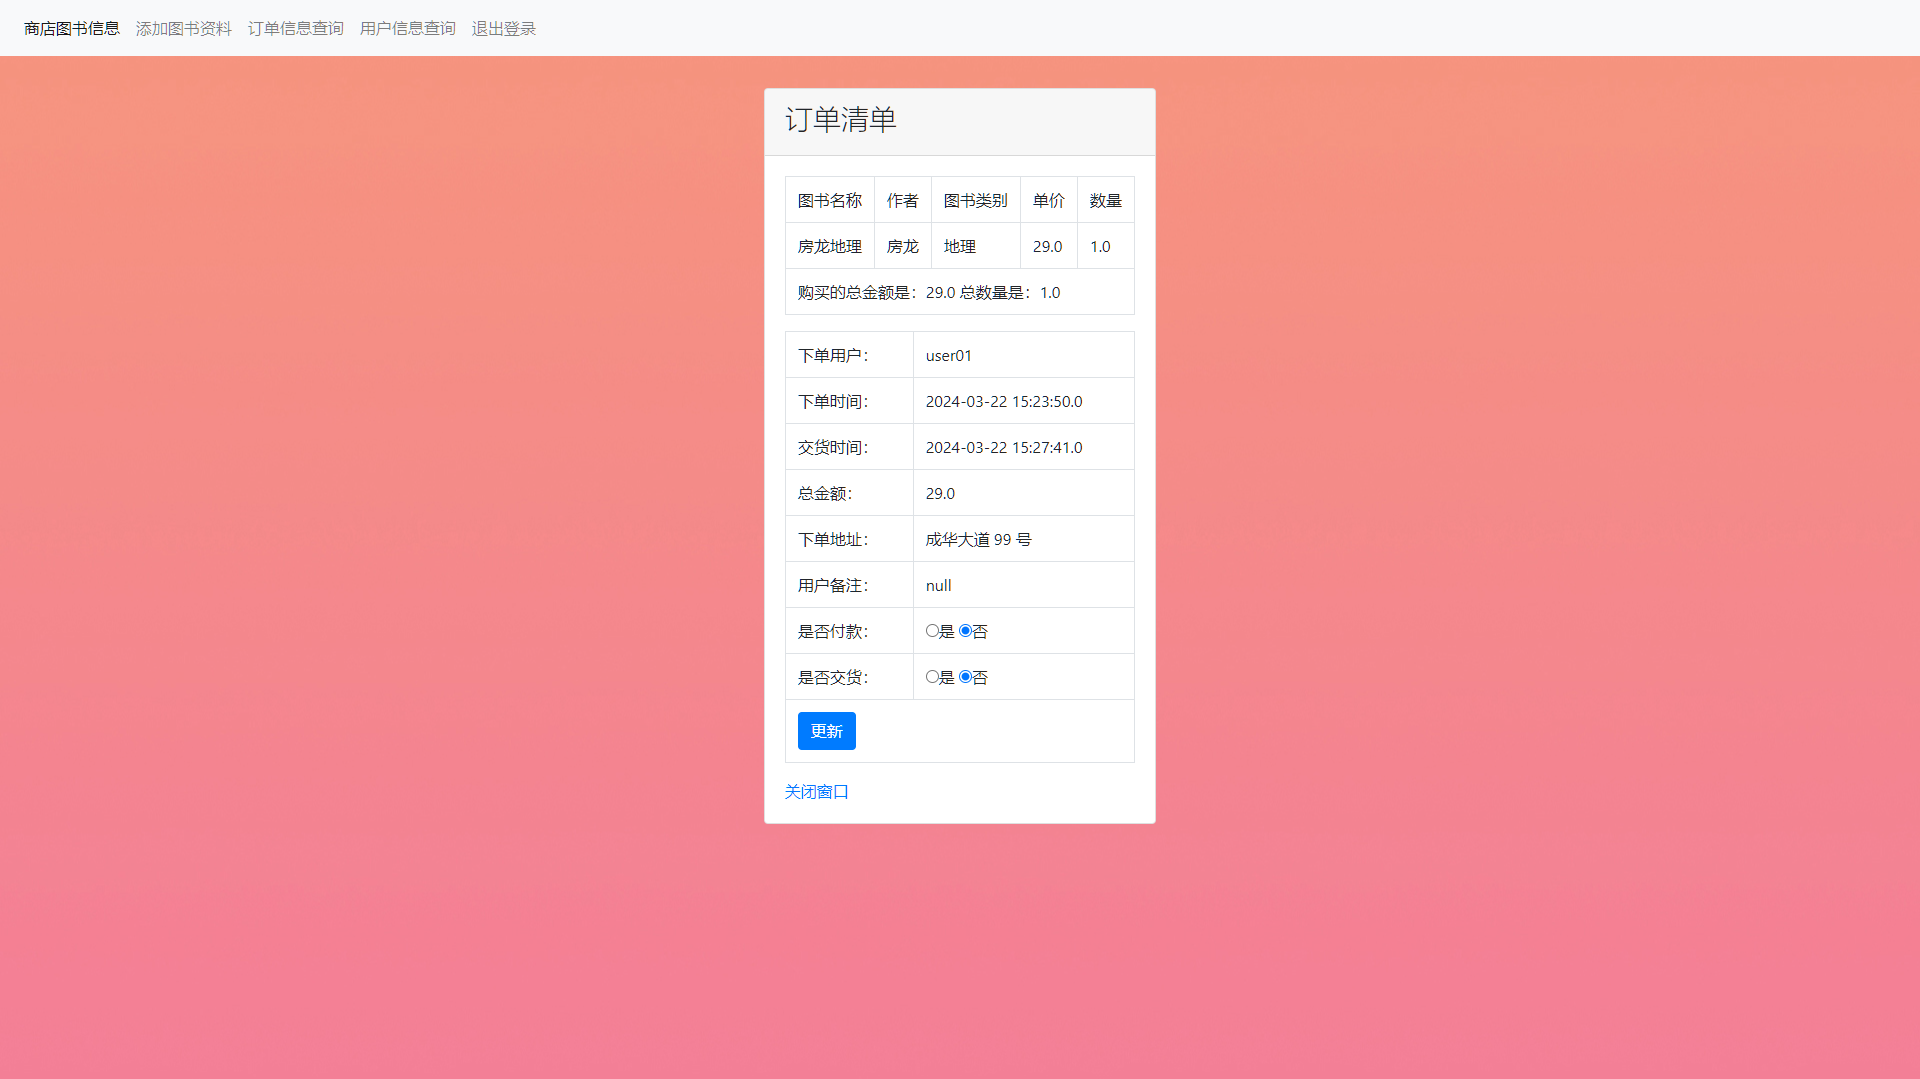 商店图书信息 添加图书资料 订单信息查询 用户信息查询 退出登录
订单清单
图书名称 作者 图书类别 单价 数量
房龙地理 房龙 地理 29.0 1.0
购买的总金额是：29.0 总数量是：1.0
下单用户： user01
下单时间： 2024-03-22 15:23:50.0
交货时间： 2024-03-22 15:27:41.0
总金额： 29.0
下单地址： 成华大道 99 号
用户备注： null
是否付款： 是 否
是否交货： 是 否
更新
关闭窗口